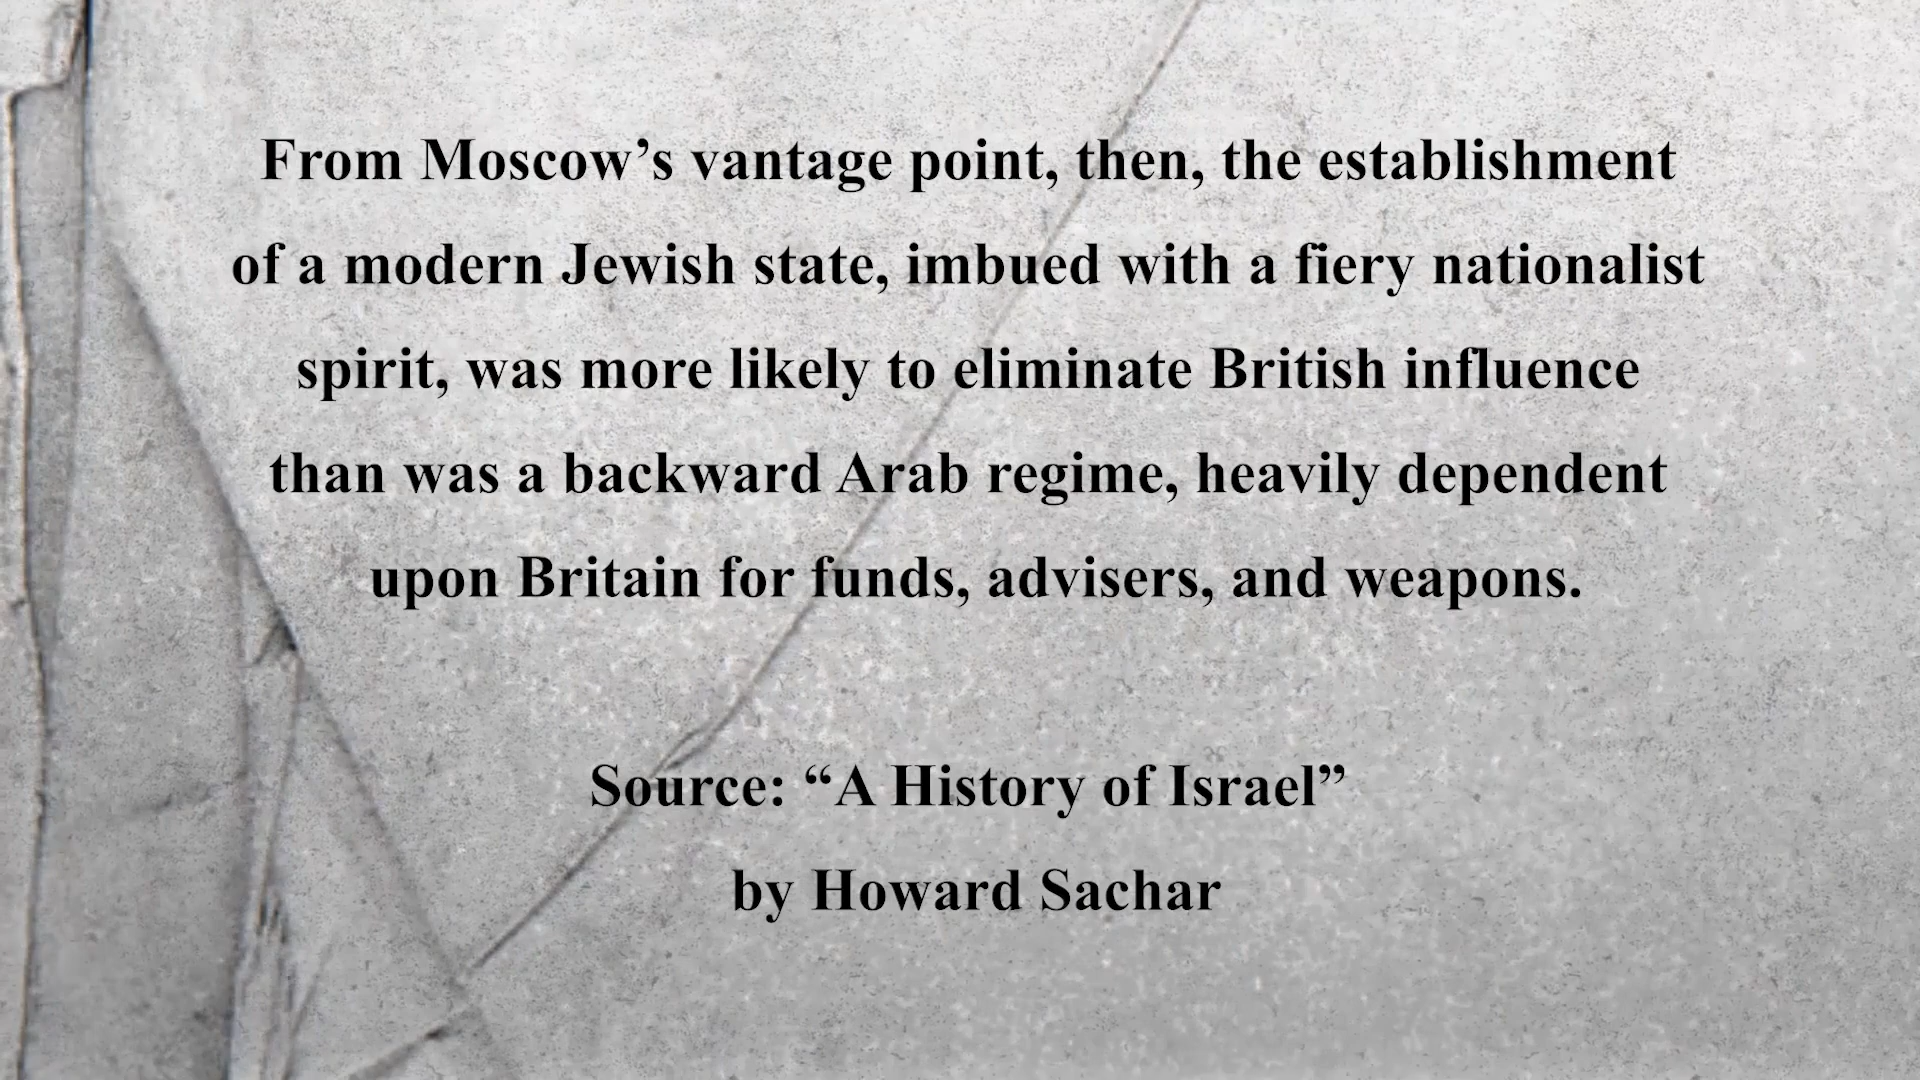 From Moscow’s vantage point, then, the establishment
of a modern Jewish state, imbued with a fiery nationalist
spirit, was more likely to eliminate British influence
than was a backward Arab regime, heavily dependent
upon Britain for funds, advisers, and weapons.
Source: “A History of Israel”
by Howard Sachar